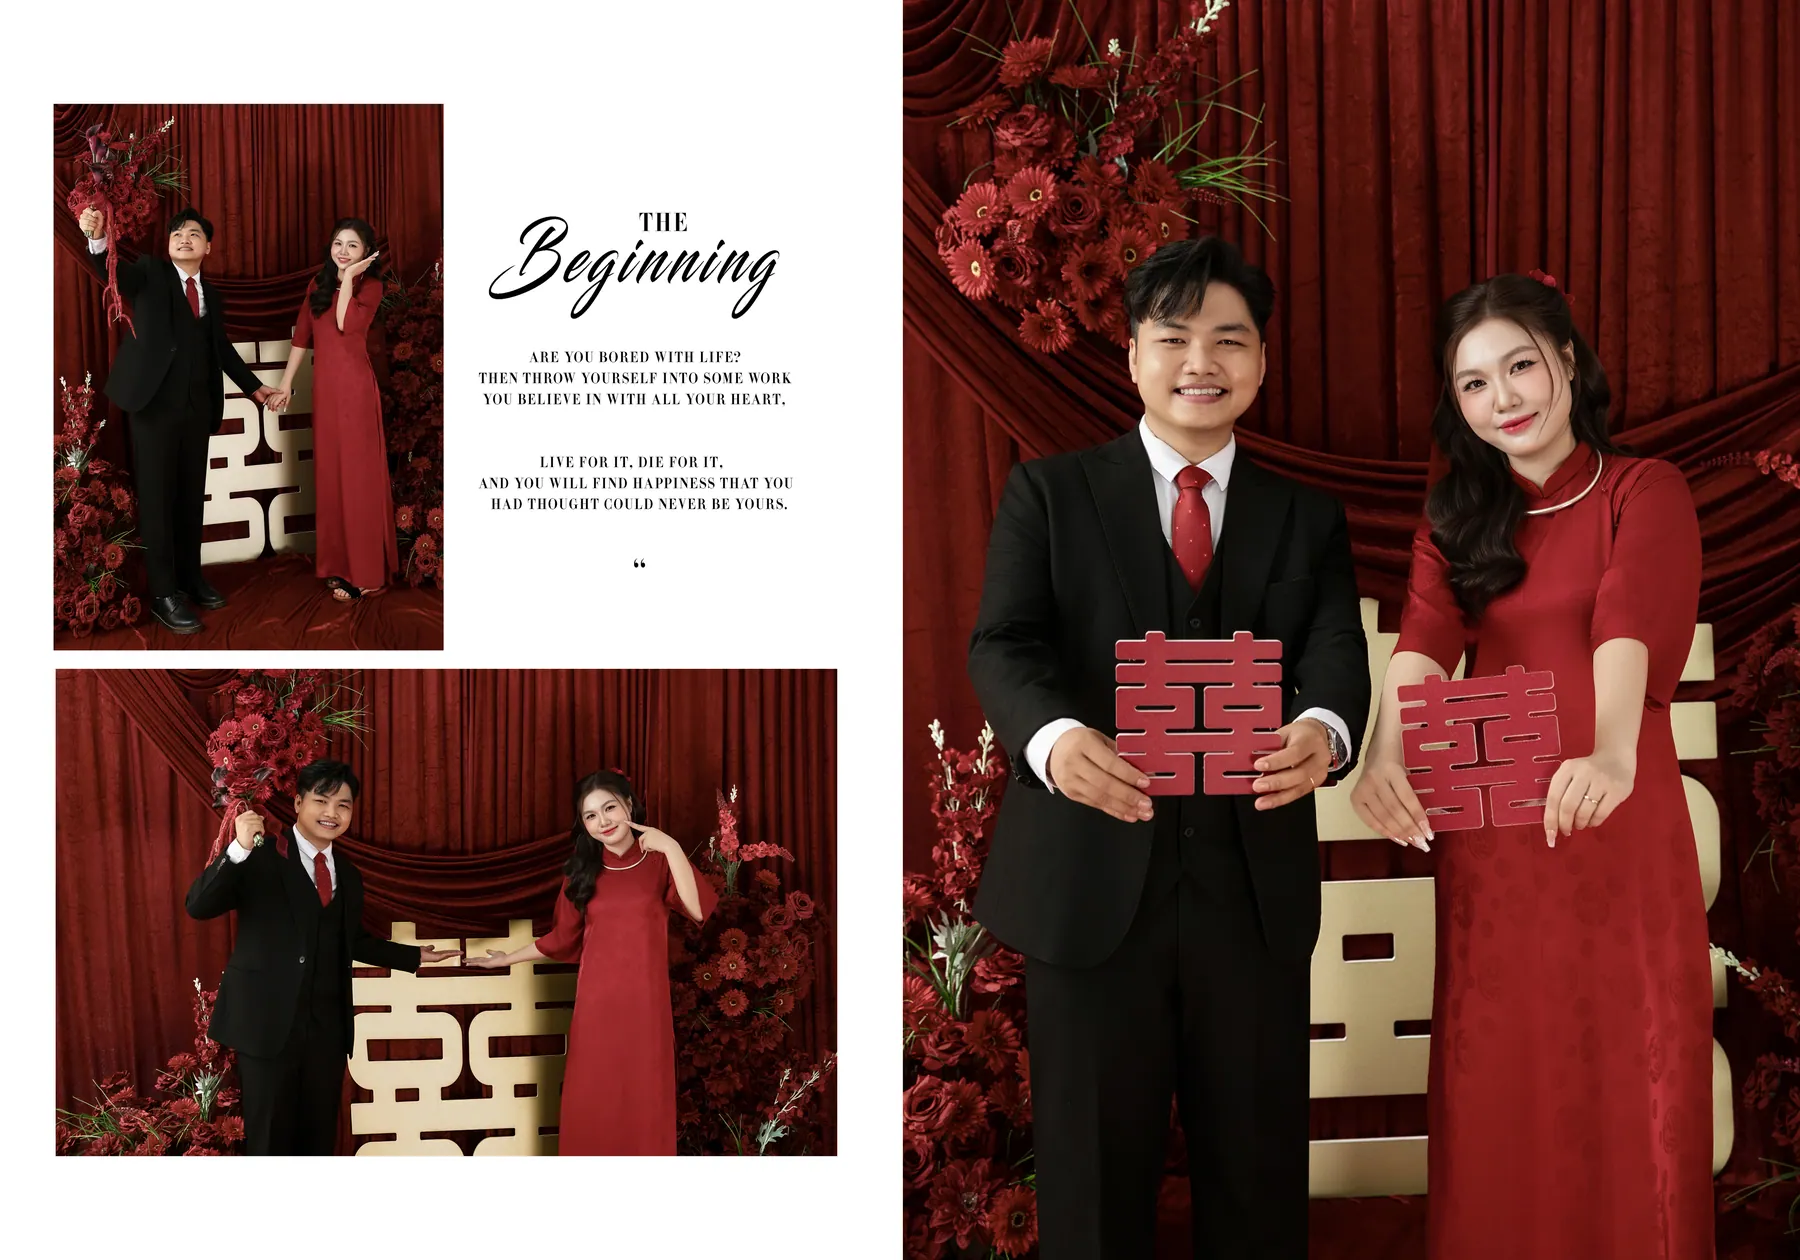 THE
Beginning
ARE YOU BORED WITH LIFE?
THEN THROW YOURSELF INTO SOME WORK
YOU BELIEVE IN WITH ALL YOUR HEART,
LIVE FOR IT, DIE FOR IT,
AND YOU WILL FIND HAPPINESS THAT YOU
HAD THOUGHT COULD NEVER BE YOURS.
“
囍
囍
囍
囍